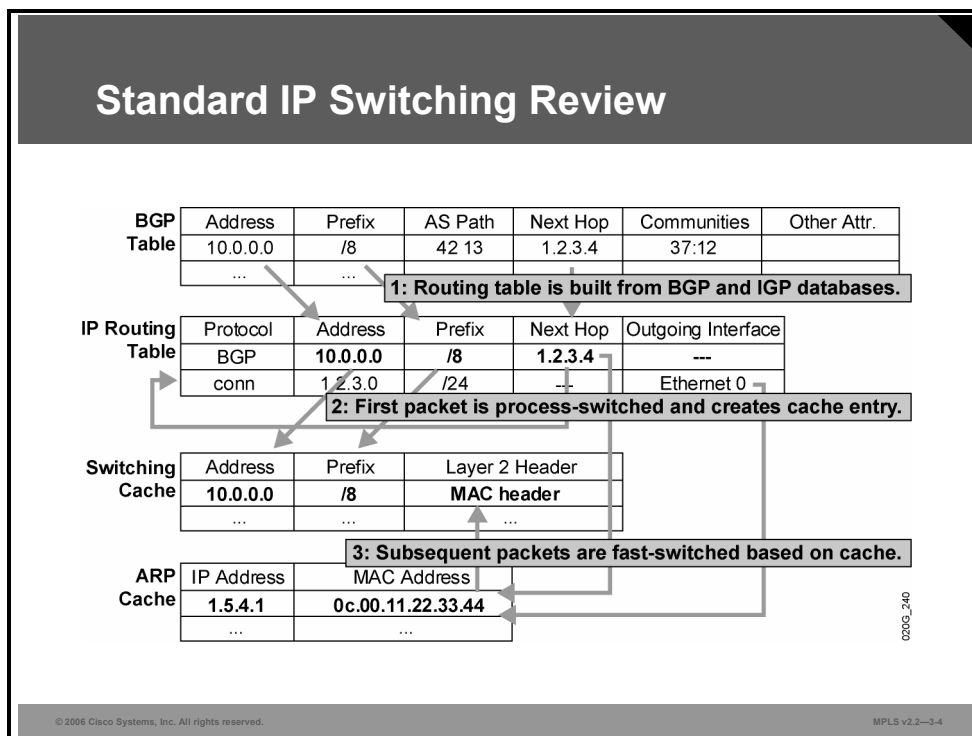 Standard IP Switching Review
BGP Table
Address Prefix AS Path Next Hop Communities Other Attr.
10.0.0.0 /8 42 13 1.2.3.4 37:12
... ...
1: Routing table is built from BGP and IGP databases.
IP Routing Table
Protocol Address Prefix Next Hop Outgoing Interface
BGP 10.0.0.0 /8 1.2.3.4 ---
conn 1.2.3.0 /24 --- Ethernet 0
2: First packet is process-switched and creates cache entry.
Switching Cache
Address Prefix Layer 2 Header
10.0.0.0 /8 MAC header
... ... ...
3: Subsequent packets are fast-switched based on cache.
ARP Cache
IP Address MAC Address
1.5.4.1 0c.00.11.22.33.44
... ...
020G_240
© 2006 Cisco Systems, Inc. All rights reserved.
MPLS v2.2—3-4